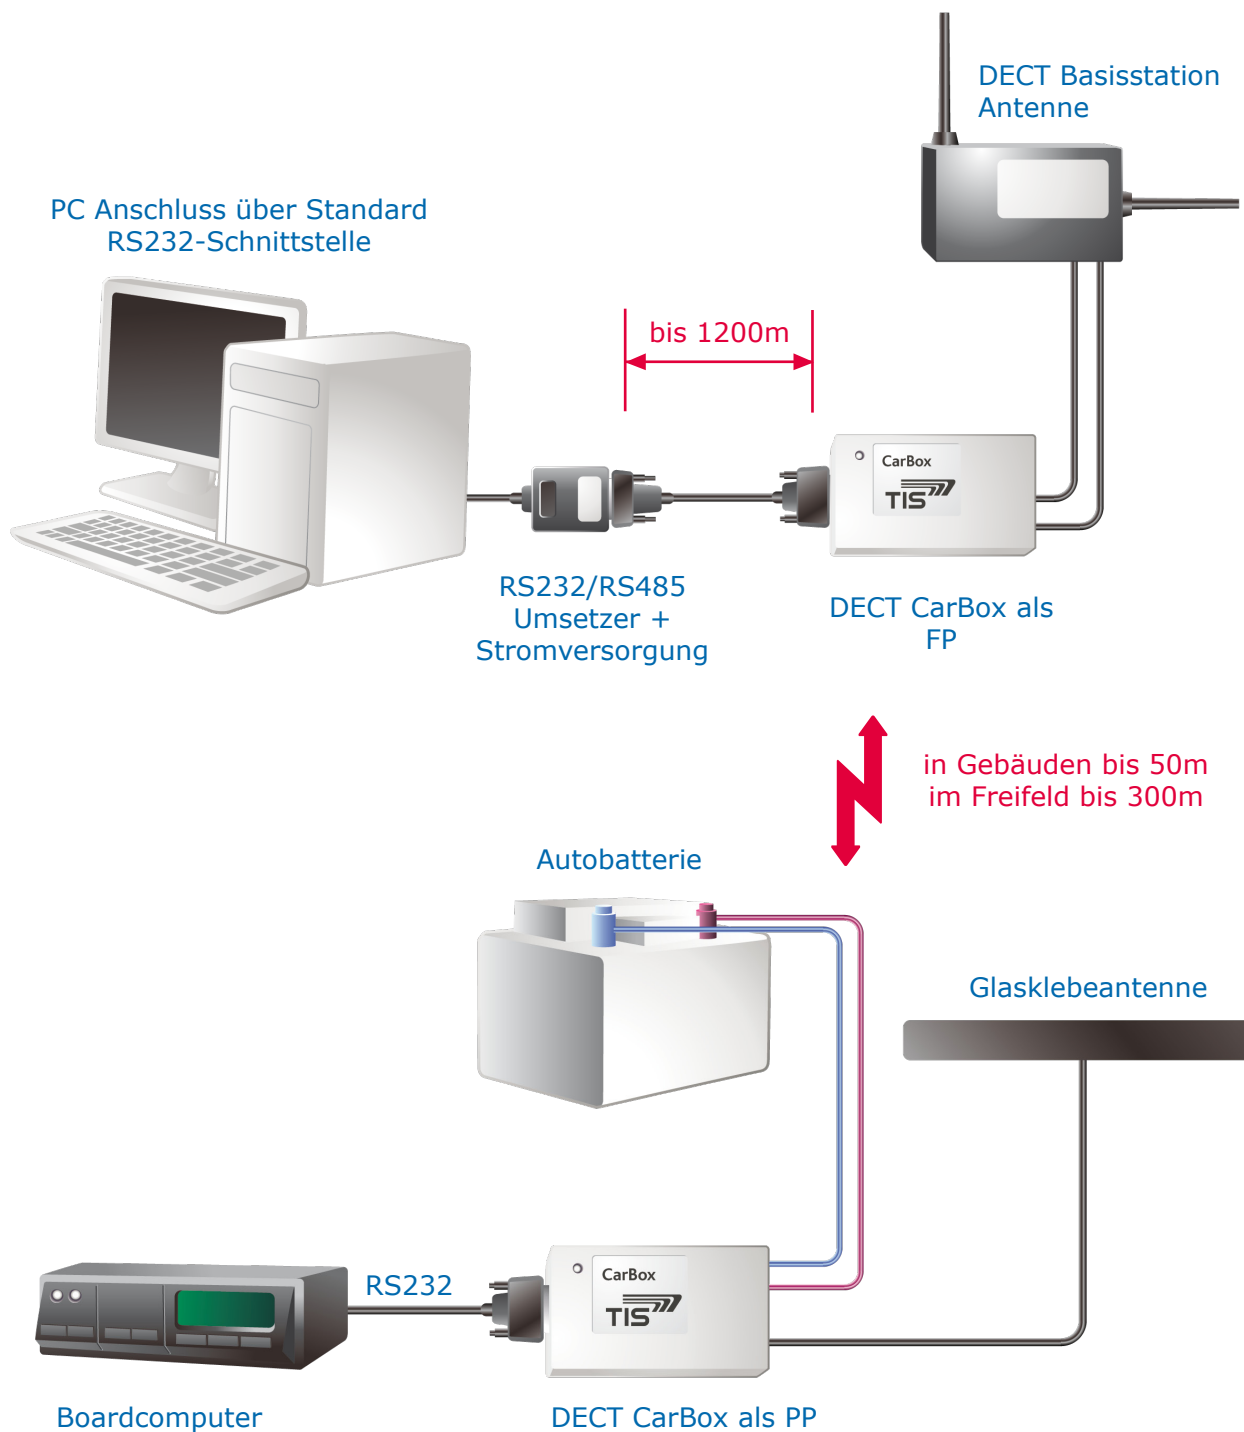 DECT Basisstation
Antenne
PC Anschluss über Standard
RS232-Schnittstelle
bis 1200m
CarBox
TIS
RS232/RS485
Umsetzer +
Stromversorgung
DECT CarBox als
FP
in Gebäuden bis 50m
im Freifeld bis 300m
Autobatterie
Glasklebeantenne
RS232
CarBox
TIS
Boardcomputer
DECT CarBox als PP